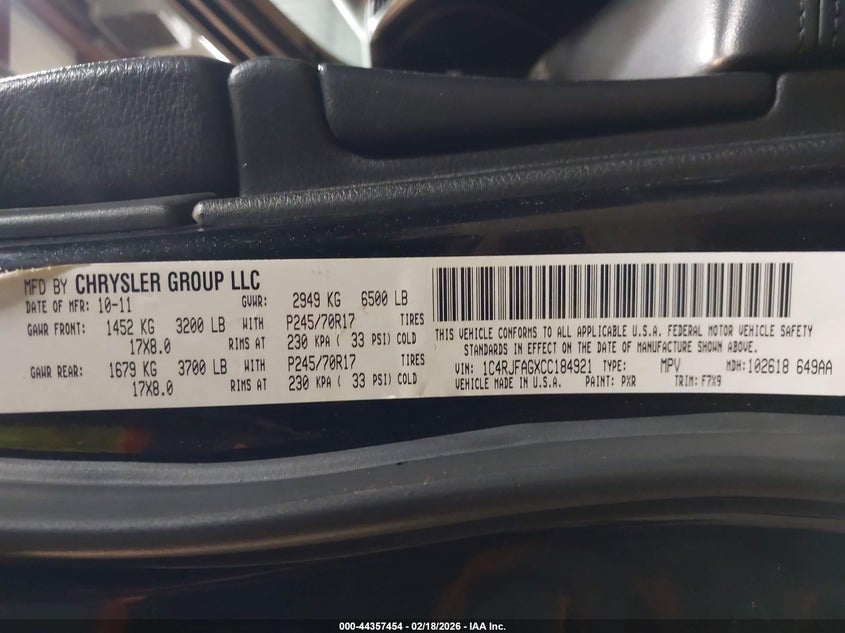 MFD BY CHRYSLER GROUP LLC
DATE OF MFR: 10-11 GVWR: 2949 KG 6500 LB
GAWR FRONT: 1452 KG 3200 LB WITH P245/70R17 TIRES
17X8.0 RIMS AT 230 KPA ( 33 PSI) COLD
GAWR REAR: 1679 KG 3700 LB WITH P245/70R17 TIRES
17X8.0 RIMS AT 230 KPA ( 33 PSI) COLD
THIS VEHICLE CONFORMS TO ALL APPLICABLE U.S.A. FEDERAL MOTOR VEHICLE SAFETY
STANDARDS IN EFFECT ON THE DATE OF MANUFACTURE SHOWN ABOVE.
VIN: 1C4RJFAGXCC184921 TYPE: MPV MDH: 102618 649AA
VEHICLE MADE IN U.S.A. PAINT: PXR TRIM: F7X9
000-44357454 / 02/18/2026 - IAA Inc.